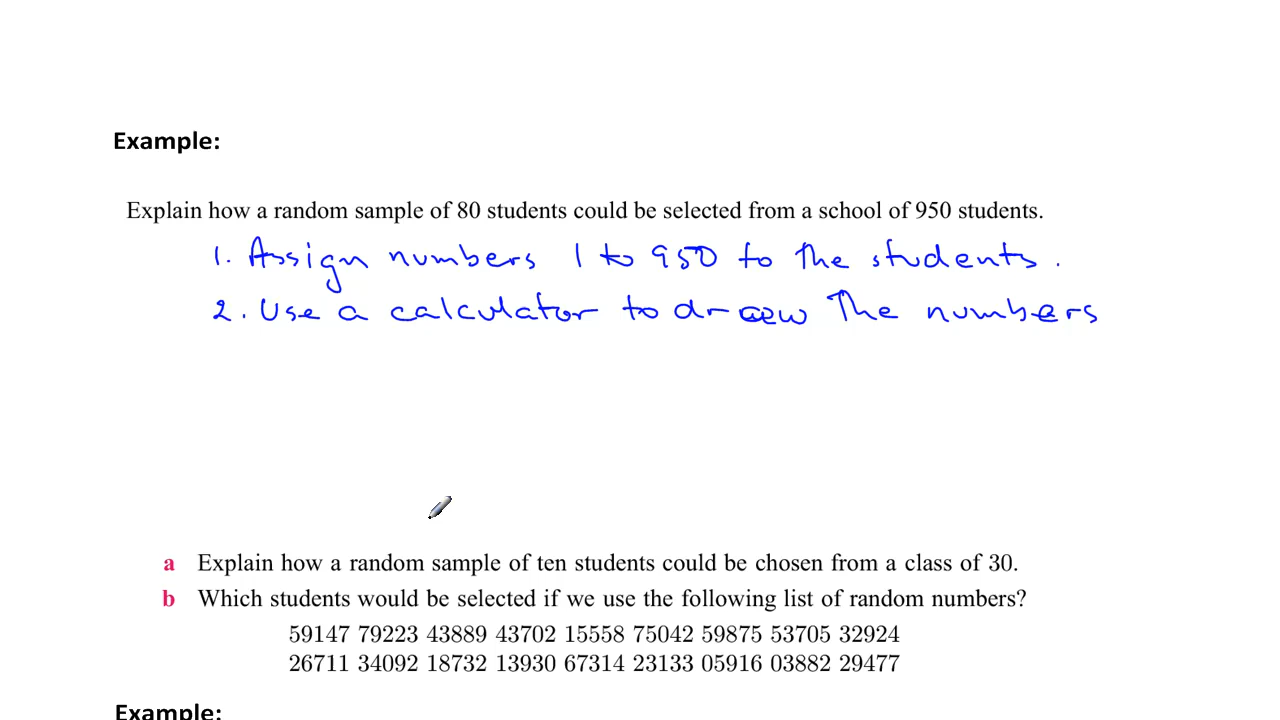 Example:
Explain how a random sample of 80 students could be selected from a school of 950 students.
1. Assign numbers 1 to 950 to the students.
2. Use a calculator to draw the numbers
a Explain how a random sample of ten students could be chosen from a class of 30.
b Which students would be selected if we use the following list of random numbers?
59147 79223 43889 43702 15558 75042 59875 53705 32924
26711 34092 18732 13930 67314 23133 05916 03882 29477
Example: